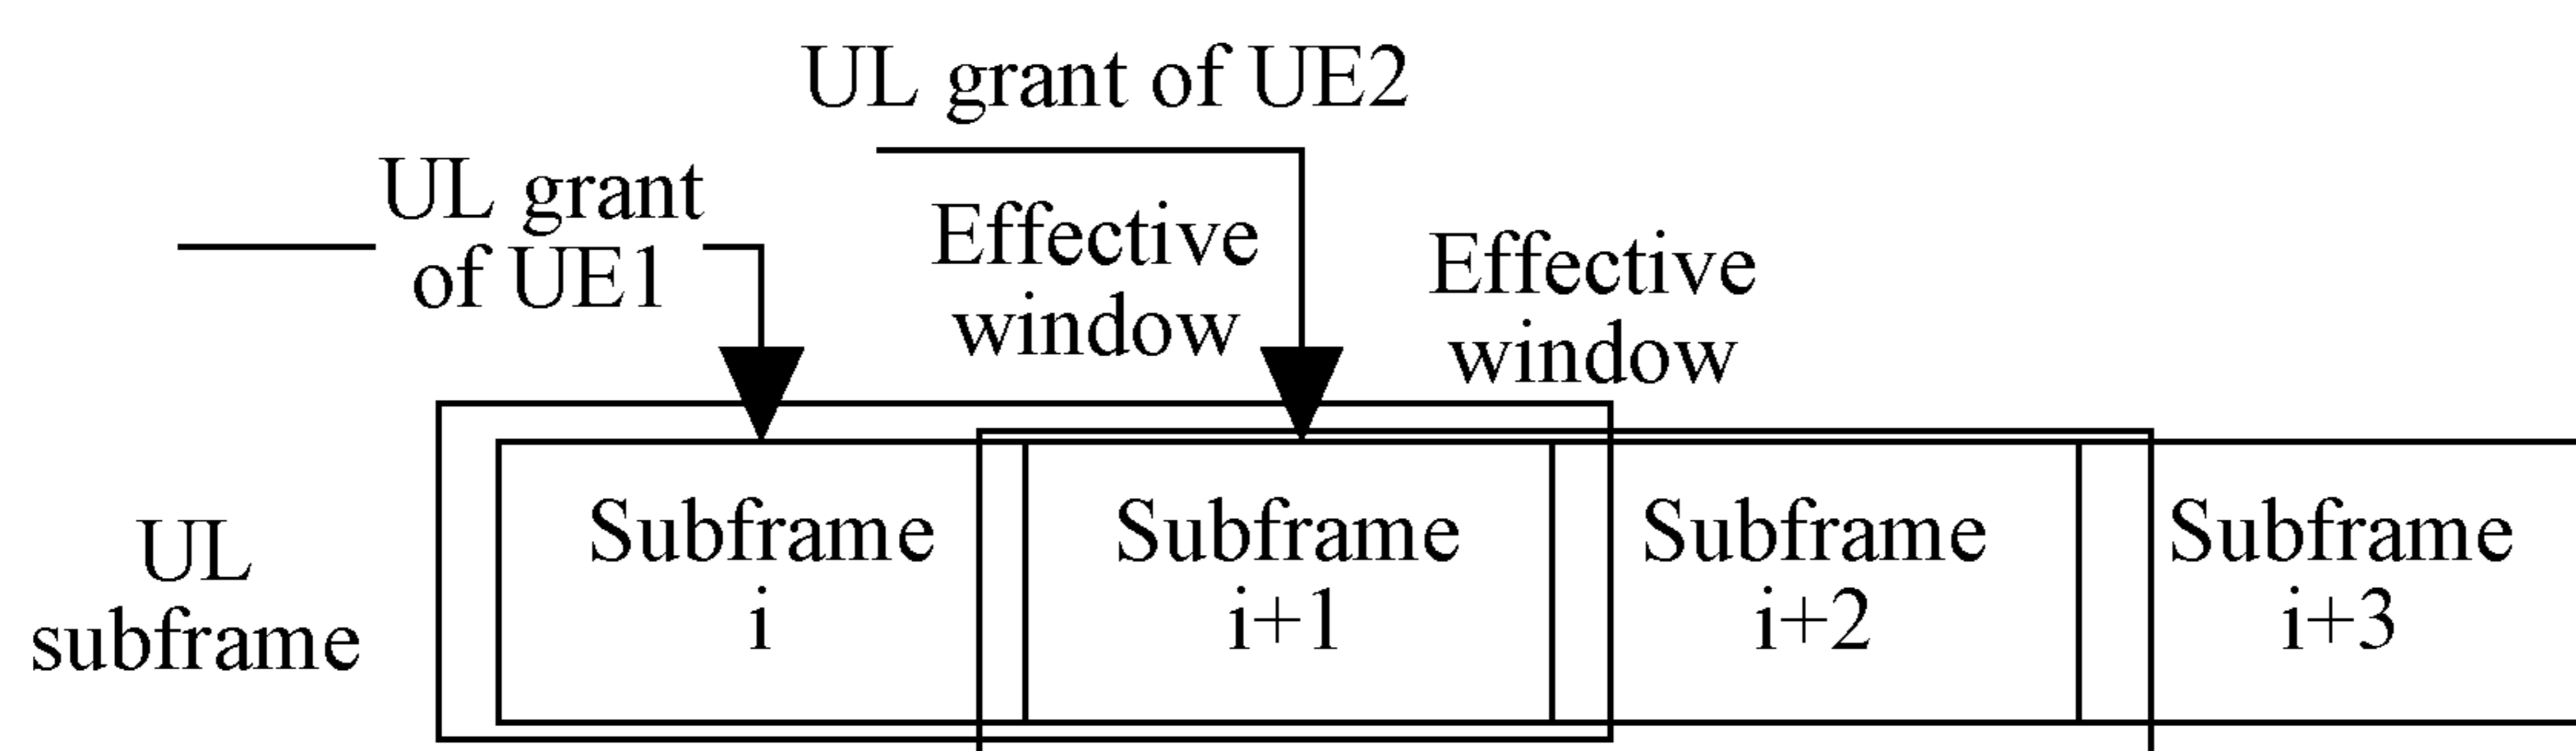 UL grant of UE2
UL grant
of UE1
Effective
window
Effective
window
UL
subframe
Subframe
i
Subframe
i+1
Subframe
i+2
Subframe
i+3